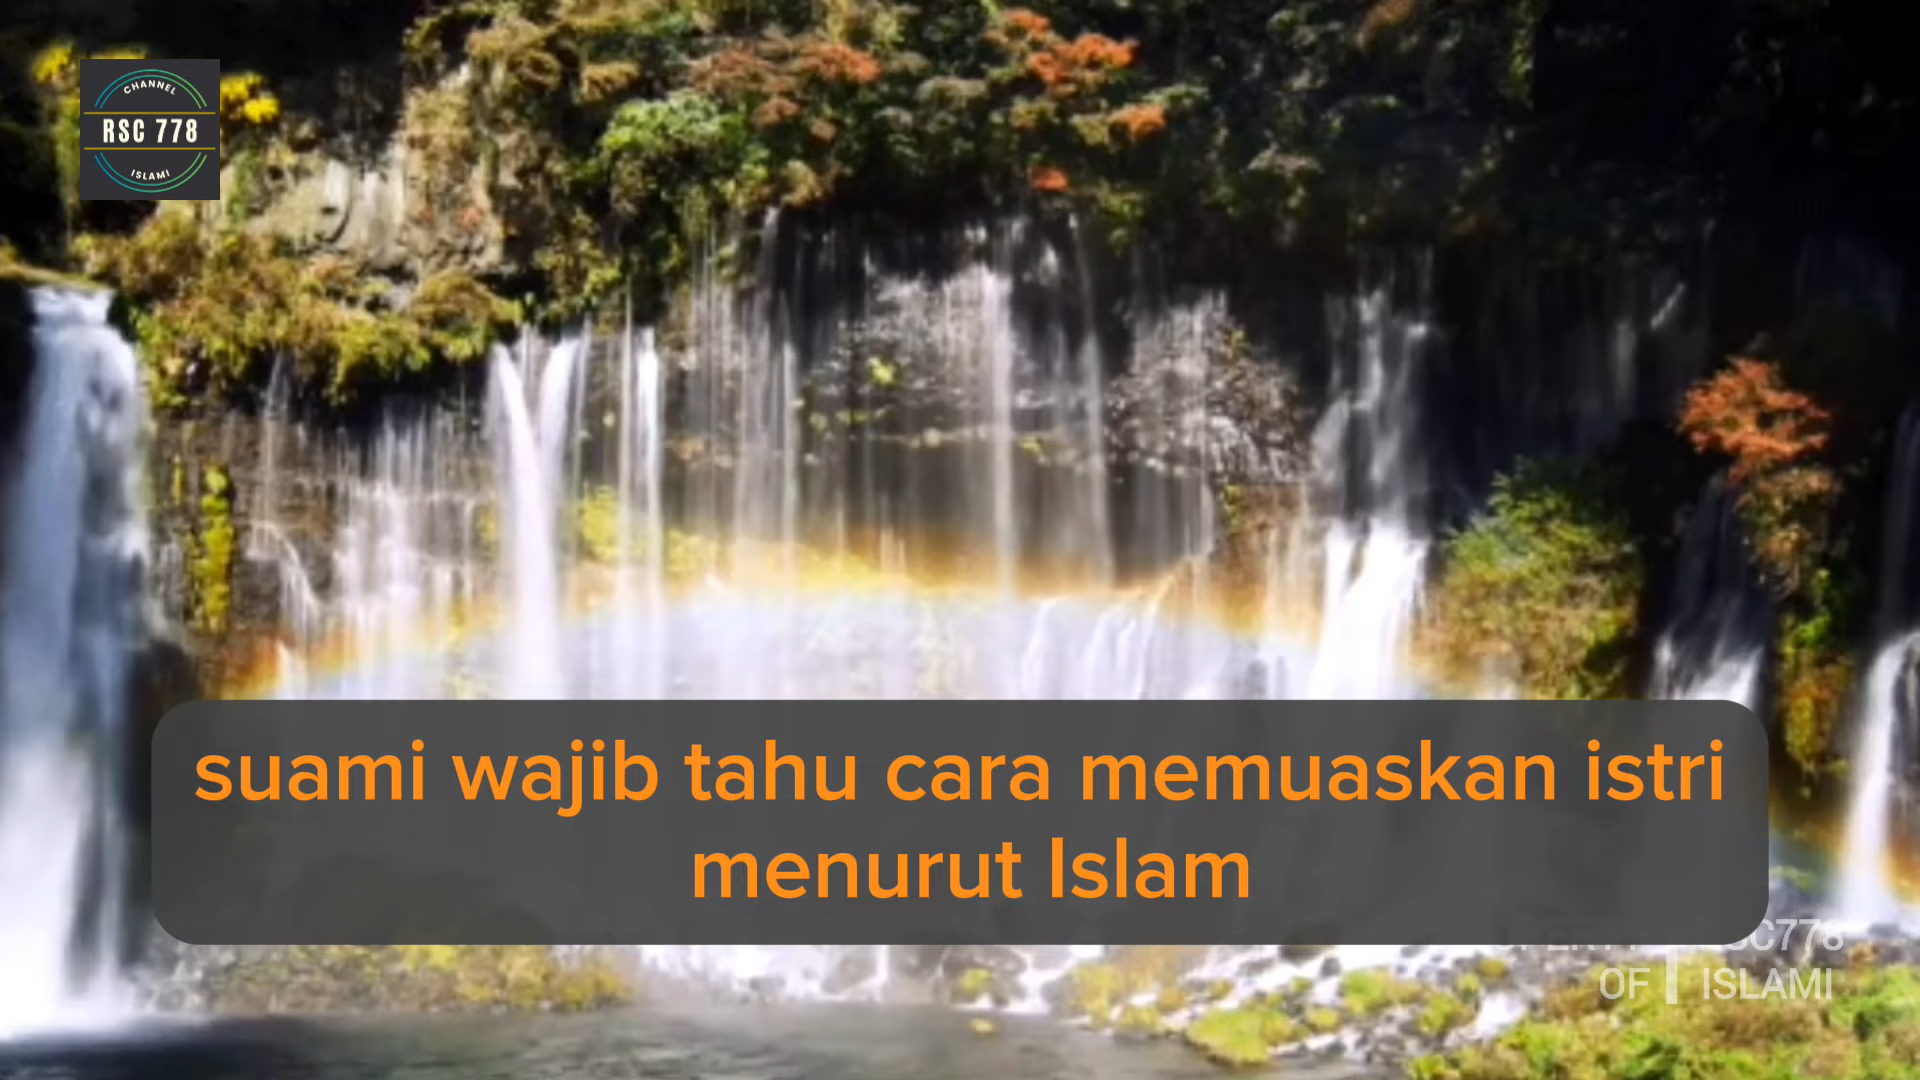 CHANNEL
RSC 778
ISLAMI
suami wajib tahu cara memuaskan istri
menurut Islam
OF ISLAMI